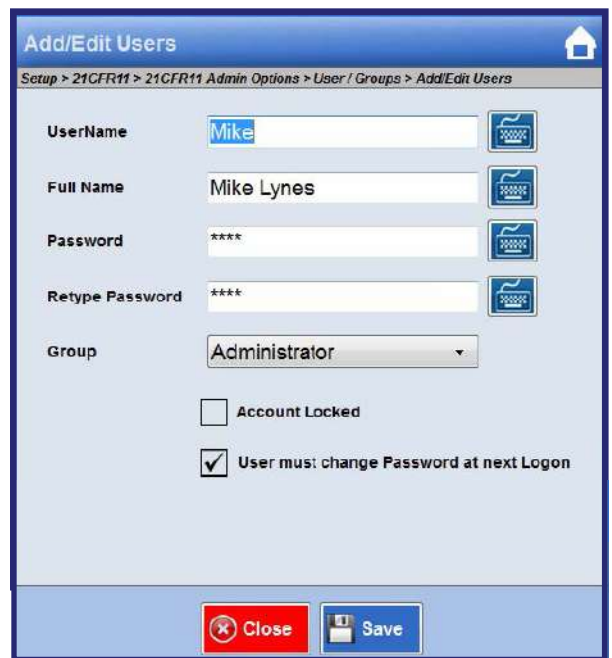 Add/Edit Users
Setup > 21CFR11 > 21CFR11 Admin Options > User / Groups > Add/Edit Users
UserName
Mike
Full Name
Mike Lynes
Password
****
Retype Password
****
Group
Administrator
Account Locked
User must change Password at next Logon
Close
Save